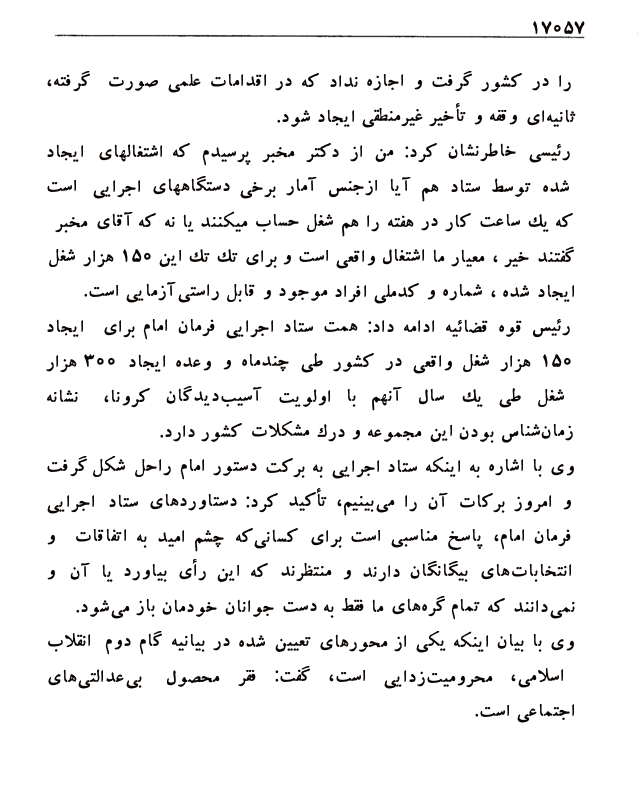 ۱۷۰۵۷
را در کشور گرفت و اجازه نداد که در اقدامات علمی صورت گرفته،
ثانیه‌ای وقفه و تأخیر غیرمنطقی ایجاد شود.
رئیسی خاطرنشان کرد: من از دکتر مخبر پرسیدم که اشتغالهای ایجاد
شده توسط ستاد هم آیا ازجنس آمار برخی دستگاههای اجرایی است
که یك ساعت کار در هفته را هم شغل حساب میکنند یا نه که آقای مخبر
گفتند خیر ، معیار ما اشتغال واقعی است و برای تك تك این ۱۵۰ هزار شغل
ایجاد شده ، شماره و کدملی افراد موجود و قابل راستی‌آزمایی است.
رئیس قوه قضائیه ادامه داد: همت ستاد اجرایی فرمان امام برای ایجاد
۱۵۰ هزار شغل واقعی در کشور طی چندماه و وعده ایجاد ۳۰۰ هزار
شغل طی یك سال آنهم با اولویت آسیب‌دیدگان کرونا، نشانه
زمان‌شناس بودن این مجموعه و درك مشکلات کشور دارد.
وی با اشاره به اینکه ستاد اجرایی به برکت دستور امام راحل شکل گرفت
و امروز برکات آن را می‌بینیم، تأکید کرد: دستاوردهای ستاد اجرایی
فرمان امام، پاسخ مناسبی است برای کسانی‌که چشم امید به اتفاقات و
انتخابات‌های بیگانگان دارند و منتظرند که این رأی بیاورد یا آن و
نمی‌دانند که تمام گره‌های ما فقط به دست جوانان خودمان باز می‌شود.
وی با بیان اینکه یکی از محورهای تعیین شده در بیانیه گام دوم انقلاب
اسلامی، محرومیت‌زدایی است، گفت: فقر محصول بی‌عدالتی‌های
اجتماعی است.